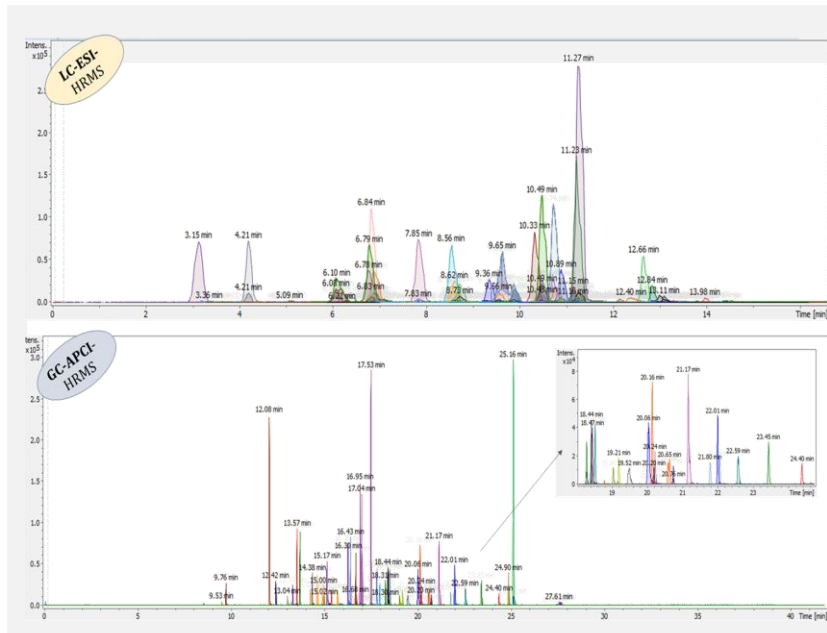 Intens.
x10⁵
LC-ESI-
HRMS
2.5
2.0
1.5
1.0
0.5
0.0
3.15 min
3.36 min
4.21 min
4.21 min
5.09 min
6.10 min
6.84 min
6.79 min
6.78 min
6.83 min
7.85 min
7.83 min
8.56 min
8.62 min
8.73 min
9.36 min
9.65 min
9.66 min
10.33 min
10.49 min
10.49 min
10.89 min
11.27 min
11.23 min
11.15 min
12.66 min
12.84 min
12.40 min
13.11 min
13.98 min
2 4 6 8 10 12 14 Time [min]
x10⁵
GC-APCI-
HRMS
3.0
2.5
2.0
1.5
1.0
0.5
0.0
9.76 min
9.53 min
12.08 min
12.42 min
13.04 min
13.57 min
14.38 min
15.17 min
15.00 min
15.02 min
16.43 min
16.30 min
16.68 min
16.95 min
17.04 min
17.53 min
18.44 min
18.31 min
18.30 min
20.06 min
20.24 min
20.20 min
21.17 min
22.01 min
22.59 min
24.40 min
24.90 min
25.16 min
27.61 min
5 10 15 20 25 30 35 40 Time [min]
Intens.
x10⁴
8
6
4
2
0
18.44 min
18.47 min
19.21 min
19.52 min
20.06 min
20.16 min
20.24 min
20.20 min
20.65 min
20.76 min
21.17 min
21.80 min
22.01 min
22.59 min
23.45 min
24.40 min
19 20 21 22 23 Time [min]